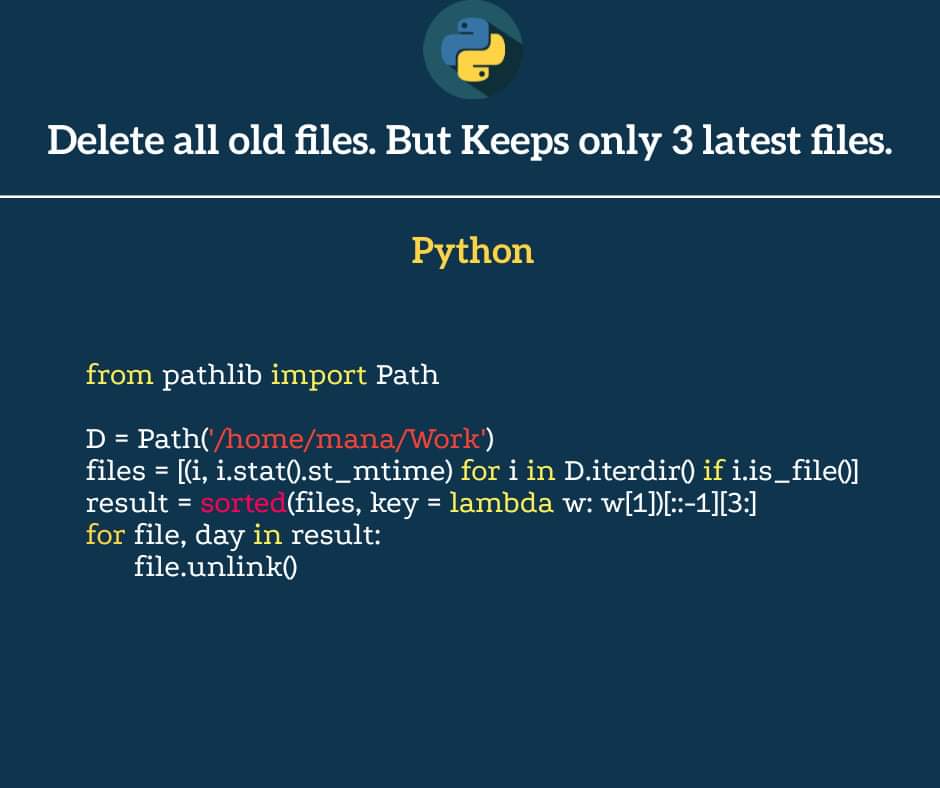 Delete all old files. But Keeps only 3 latest files.
Python
from pathlib import Path
D = Path('/home/mana/Work')
files = [(i, i.stat().st_mtime) for i in D.iterdir() if i.is_file()]
result = sorted(files, key = lambda w: w[1])[::-1][3:]
for file, day in result:
file.unlink()